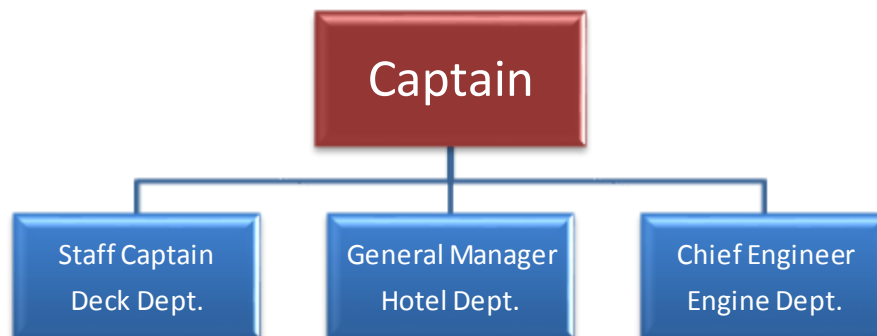 Captain
Staff Captain
Deck Dept.
General Manager
Hotel Dept.
Chief Engineer
Engine Dept.